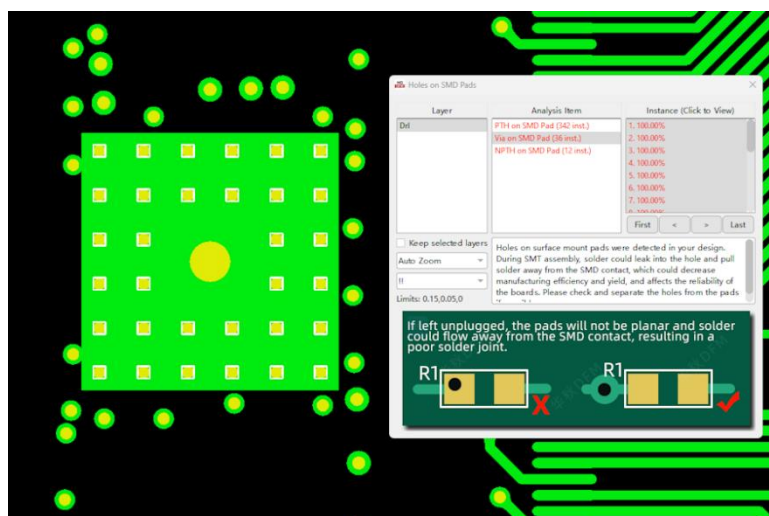 Holes on SMD Pads
Layer
Analysis Item
Instance (Click to View)
Drl
PTH on SMD Pad (342 inst.)
Via on SMD Pad (36 inst.)
NPTH on SMD Pad (12 inst.)
1. 100.00%
2. 100.00%
3. 100.00%
4. 100.00%
5. 100.00%
6. 100.00%
7. 100.00%
First
<
>
Last
Keep selected layers
Auto Zoom
!!
Limits: 0.15,0.05,0
Holes on surface mount pads were detected in your design.
During SMT assembly, solder could leak into the hole and pull
solder away from the SMD contact, which could decrease
manufacturing efficiency and yield, and affects the reliability of
the boards. Please check and separate the holes from the pads
If left unplugged, the pads will not be planar and solder
could flow away from the SMD contact, resulting in a
poor solder joint.
R1
R1